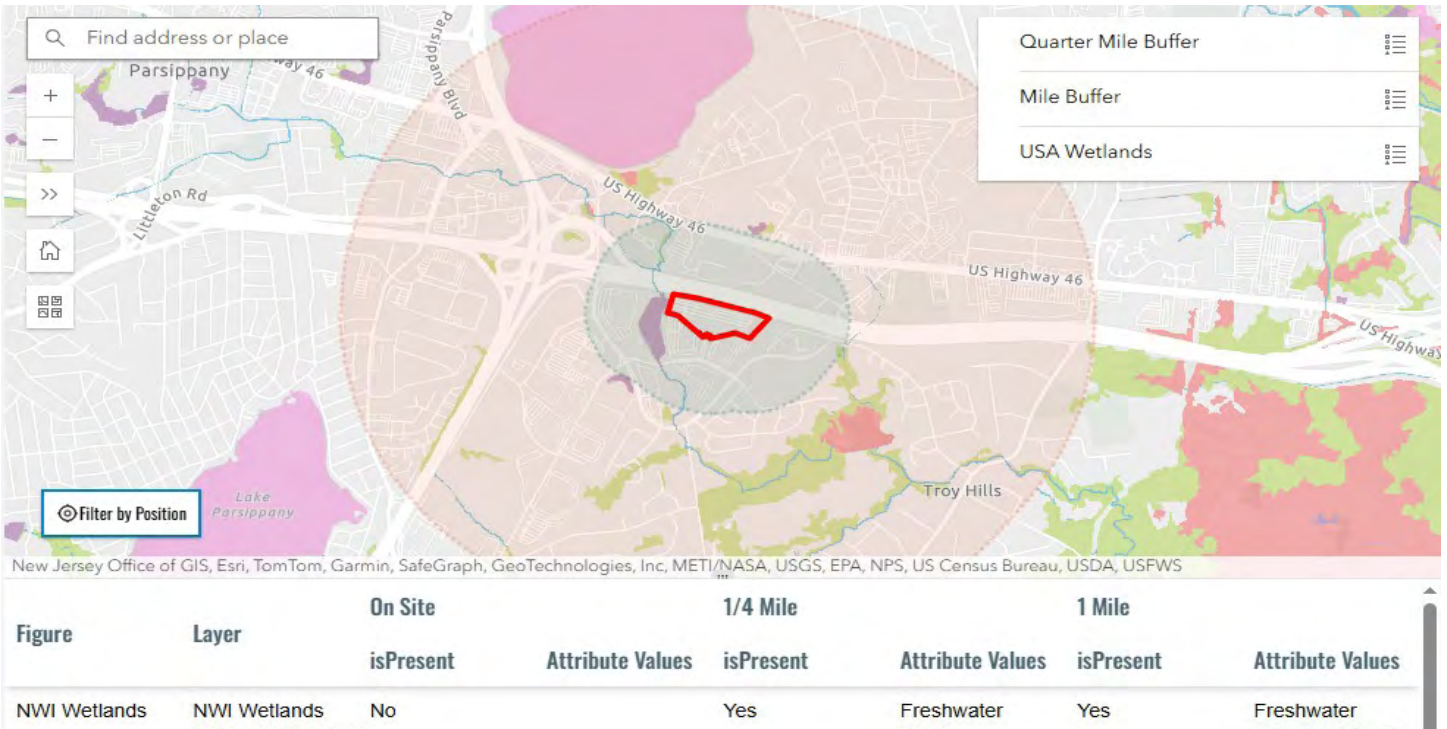 Find address or place
Parsippany
way 46
Parsippany Blvd
Quarter Mile Buffer
Mile Buffer
USA Wetlands
+
−
>>
Littleton Rd
US Highway 46
US Highway 46
US Highway
Filter by Position
Lake
Parsippany
Troy Hills
New Jersey Office of GIS, Esri, TomTom, Garmin, SafeGraph, GeoTechnologies, Inc, METI/NASA, USGS, EPA, NPS, US Census Bureau, USDA, USFWS
Figure Layer On Site 1/4 Mile 1 Mile
isPresent Attribute Values isPresent Attribute Values isPresent Attribute Values
NWI Wetlands NWI Wetlands No Yes Freshwater Yes Freshwater